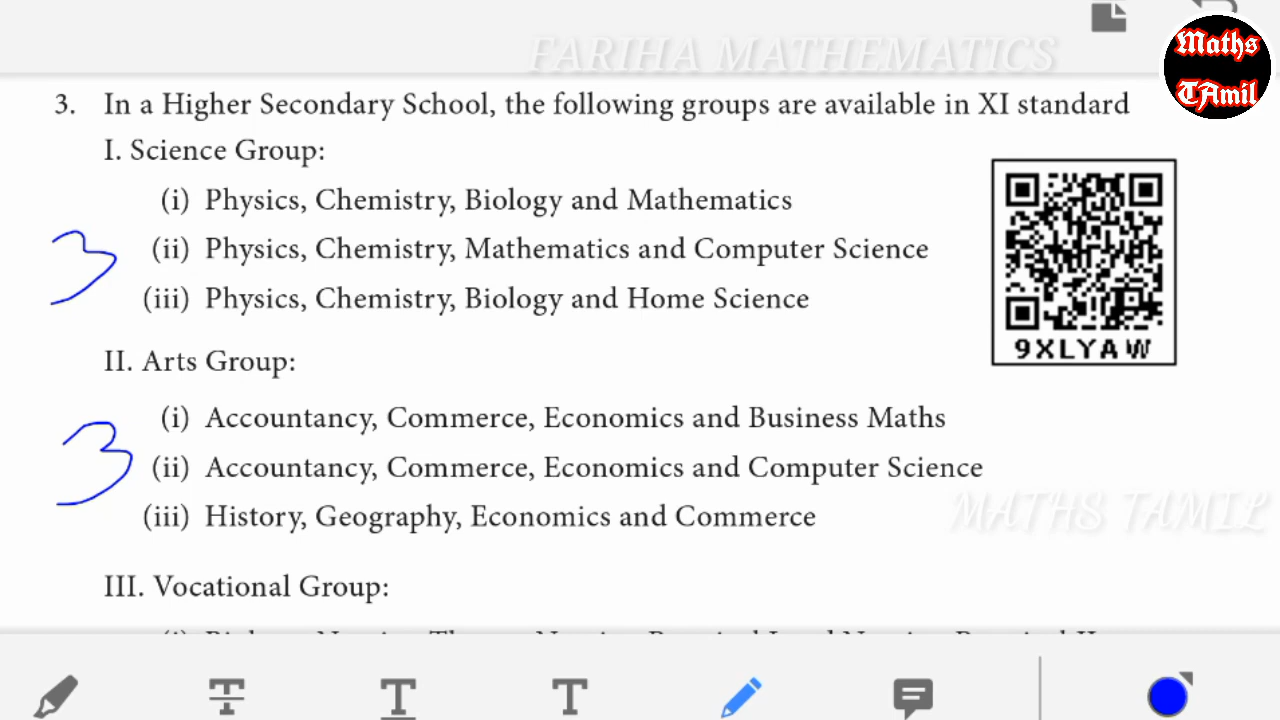 FARIHA MATHEMATICS
Maths
TAmil
3. In a Higher Secondary School, the following groups are available in XI standard
I. Science Group:
(i) Physics, Chemistry, Biology and Mathematics
3
(ii) Physics, Chemistry, Mathematics and Computer Science
(iii) Physics, Chemistry, Biology and Home Science
9XLYAW
II. Arts Group:
(i) Accountancy, Commerce, Economics and Business Maths
3
(ii) Accountancy, Commerce, Economics and Computer Science
(iii) History, Geography, Economics and Commerce
MATHS TAMIL
III. Vocational Group:
T T T